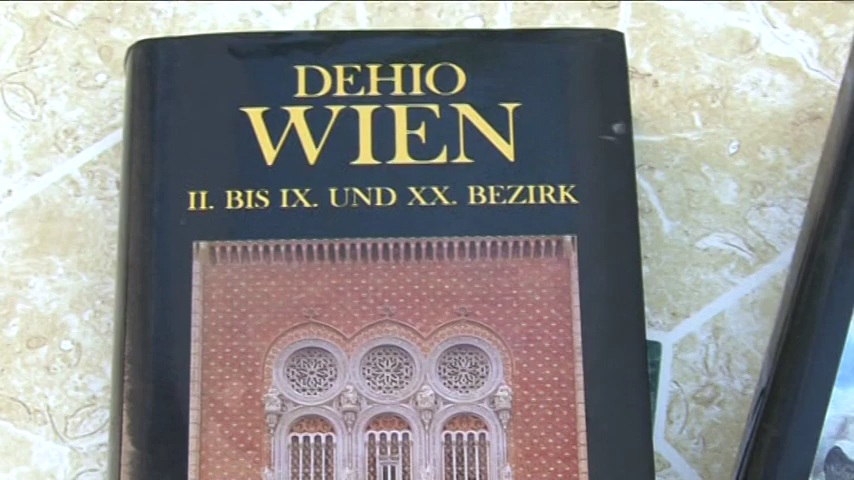 DEHIO
WIEN
II. BIS IX. UND XX. BEZIRK